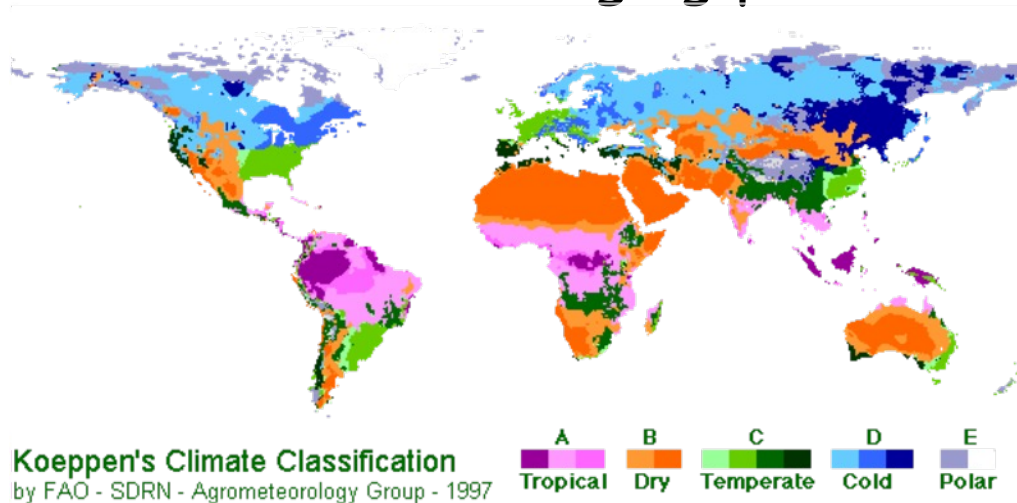 A B C D E
Koeppen's Climate Classification
Tropical Dry Temperate Cold Polar
by FAO - SDRN - Agrometeorology Group - 1997